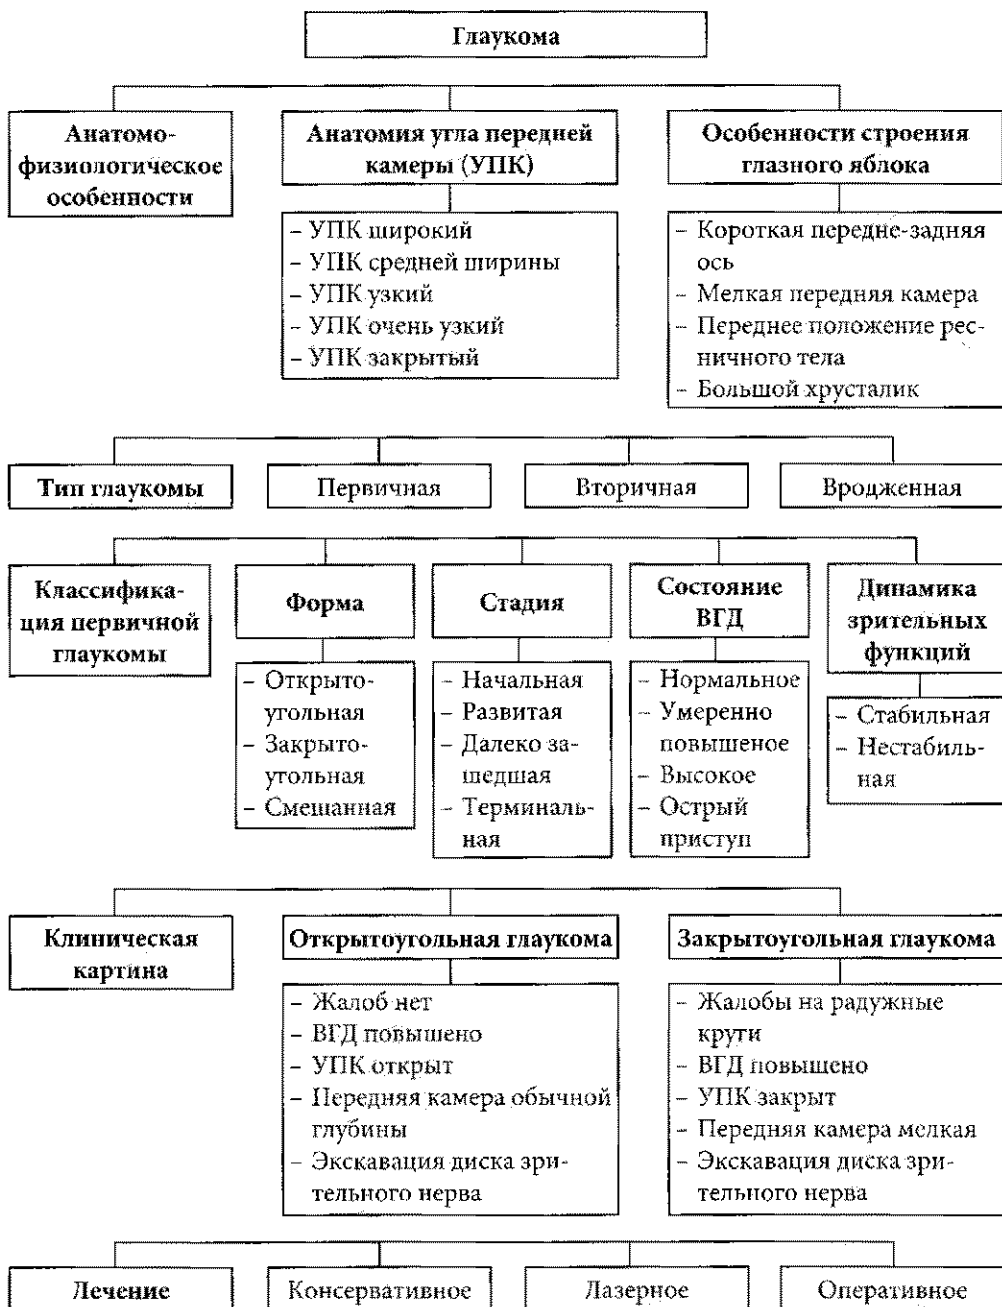 Глаукома
Анатомо-
физиологическое
особенности
Анатомия угла передней
камеры (УПК)
– УПК широкий
– УПК средней ширины
– УПК узкий
– УПК очень узкий
– УПК закрытый
Особенности строения
глазного яблока
– Короткая передне-задняя
ось
– Мелкая передняя камера
– Переднее положение рес-
ничного тела
– Большой хрусталик
Тип глаукомы
Первичная
Вторичная
Вродженная
Классифика-
ция первичной
глаукомы
Форма
– Открыто-
угольная
– Закрыто-
угольная
– Смешанная
Стадия
– Начальная
– Развитая
– Далеко за-
шедшая
– Терминаль-
ная
Состояние
ВГД
– Нормальное
– Умеренно
повышеное
– Высокое
– Острый
приступ
Динамика
зрительных
функций
– Стабильная
– Нестабиль-
ная
Клиническая
картина
Открытоугольная глаукома
– Жалоб нет
– ВГД повышено
– УПК открыт
– Передняя камера обычной
глубины
– Экскавация диска зри-
тельного нерва
Закрытоугольная глаукома
– Жалобы на радужные
круги
– ВГД повышено
– УПК закрыт
– Передняя камера мелкая
– Экскавация диска зри-
тельного нерва
Лечение
Консервативное
Лазерное
Оперативное